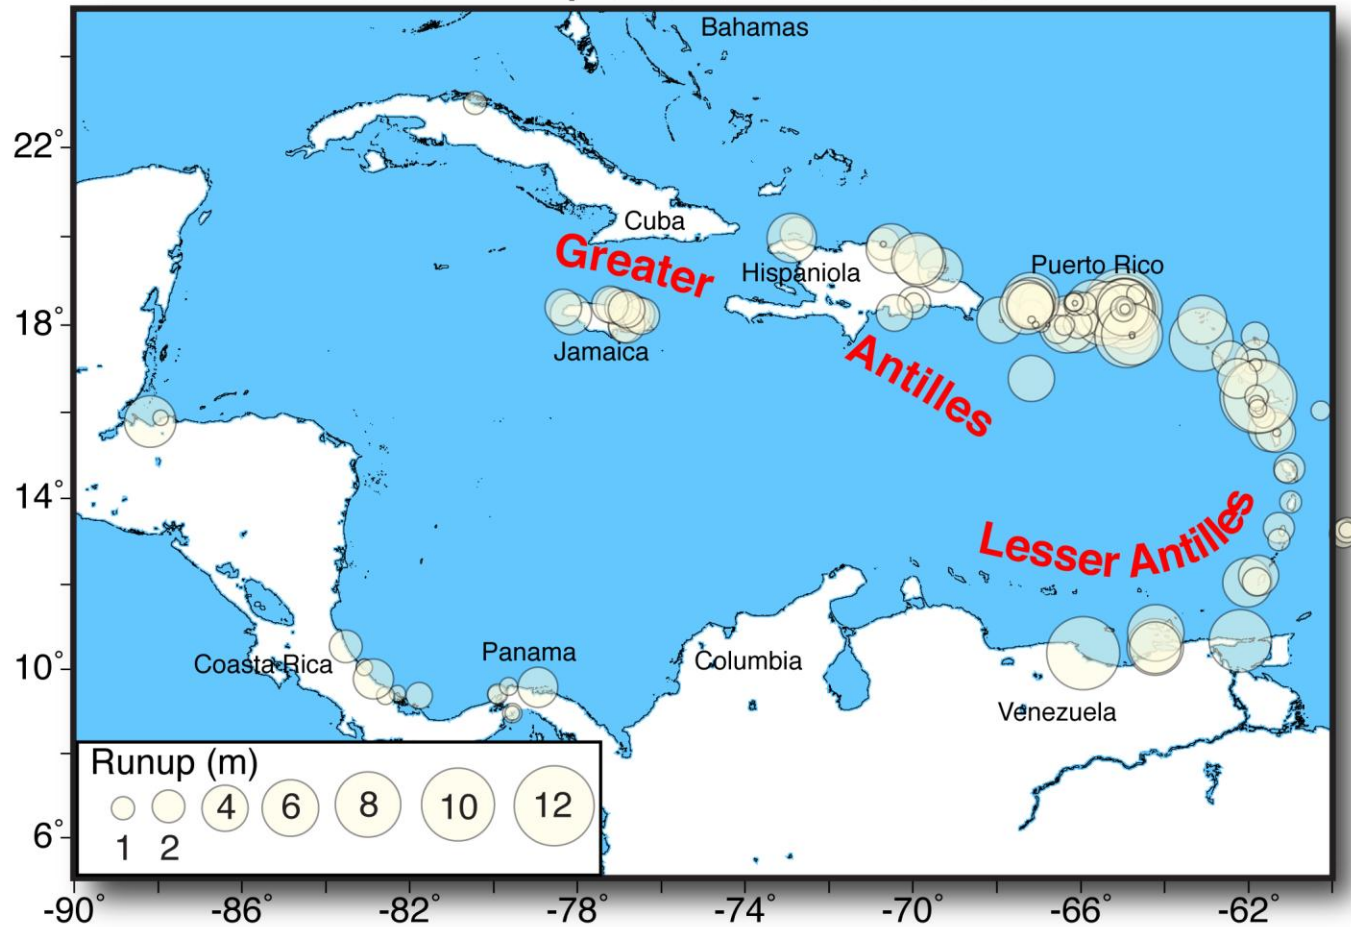 Bahamas
22°
Cuba
Greater
Hispaniola
Puerto Rico
18°
Jamaica
Antilles
14°
Lesser Antilles
Coasta Rica
Panama
Columbia
10°
Venezuela
Runup (m)
4 6 8 10 12
1 2
6°
-90° -86° -82° -78° -74° -70° -66° -62°